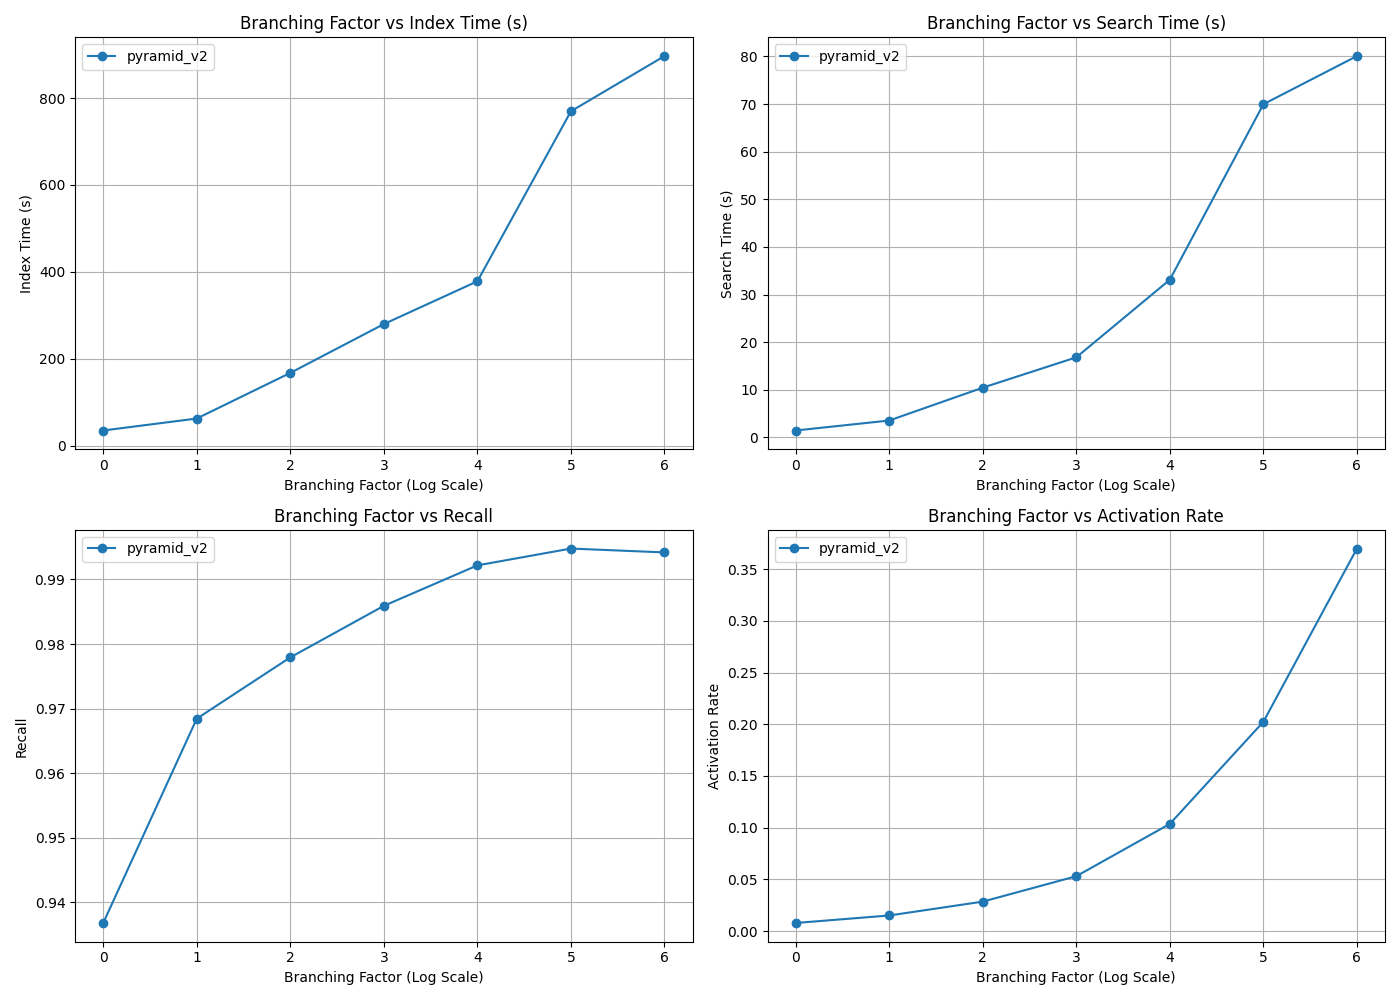 Branching Factor vs Index Time (s)
pyramid_v2
800
600
400
200
0
Index Time (s)
0 1 2 3 4 5 6
Branching Factor (Log Scale)
Branching Factor vs Search Time (s)
pyramid_v2
80
70
60
50
40
30
20
10
0
Search Time (s)
0 1 2 3 4 5 6
Branching Factor (Log Scale)
Branching Factor vs Recall
pyramid_v2
0.99
0.98
0.97
0.96
0.95
0.94
Recall
0 1 2 3 4 5 6
Branching Factor (Log Scale)
Branching Factor vs Activation Rate
pyramid_v2
0.35
0.30
0.25
0.20
0.15
0.10
0.05
0.00
Activation Rate
0 1 2 3 4 5 6
Branching Factor (Log Scale)